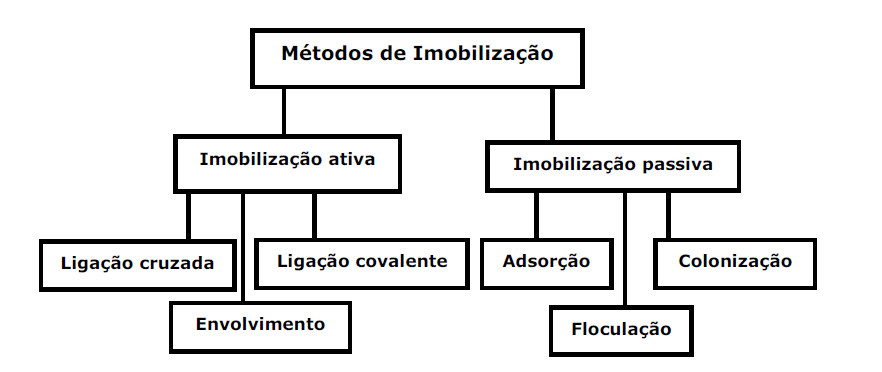 Métodos de Imobilização
Imobilização ativa
Imobilização passiva
Ligação cruzada
Ligação covalente
Adsorção
Colonização
Envolvimento
Floculação